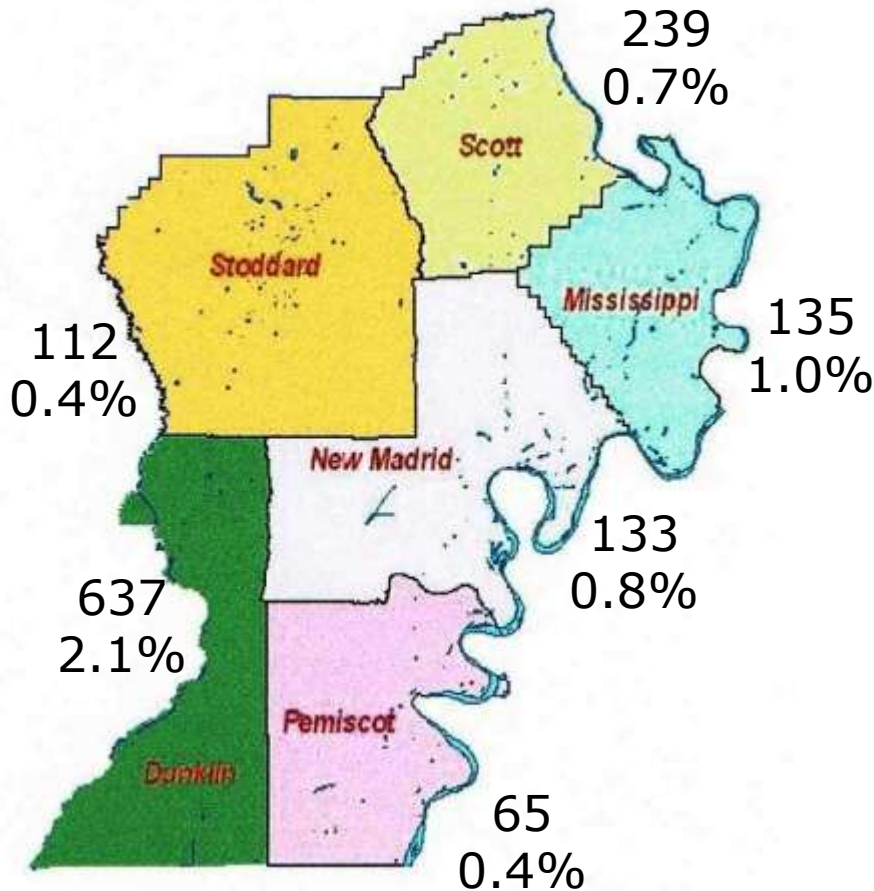 239
0.7%
Scott
Stoddard
Mississippi
135
1.0%
112
0.4%
New Madrid
133
0.8%
637
2.1%
Pemiscot
Dunklin
65
0.4%